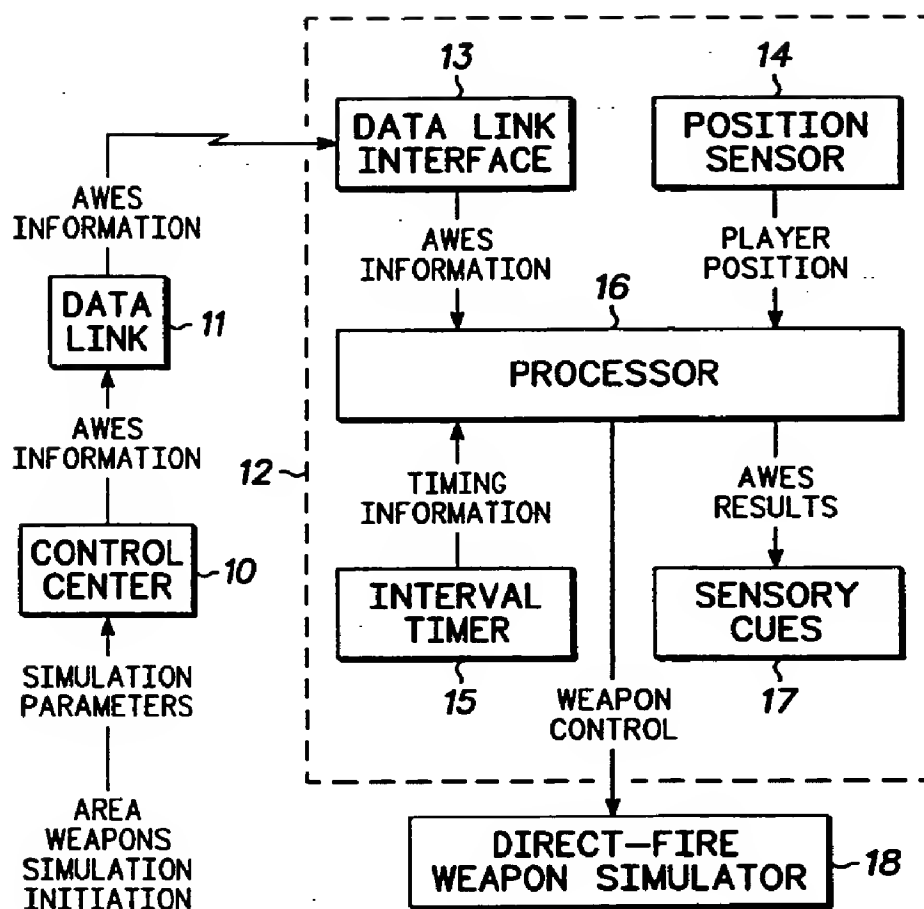 13
14
DATA LINK
INTERFACE
POSITION
SENSOR
AWES
INFORMATION
AWES
INFORMATION
PLAYER
POSITION
DATA
LINK
11
16
PROCESSOR
AWES
INFORMATION
12
TIMING
INFORMATION
AWES
RESULTS
CONTROL
CENTER
10
INTERVAL
TIMER
SENSORY
CUES
15
17
SIMULATION
PARAMETERS
WEAPON
CONTROL
AREA
WEAPONS
SIMULATION
INITIATION
DIRECT-FIRE
WEAPON SIMULATOR
18